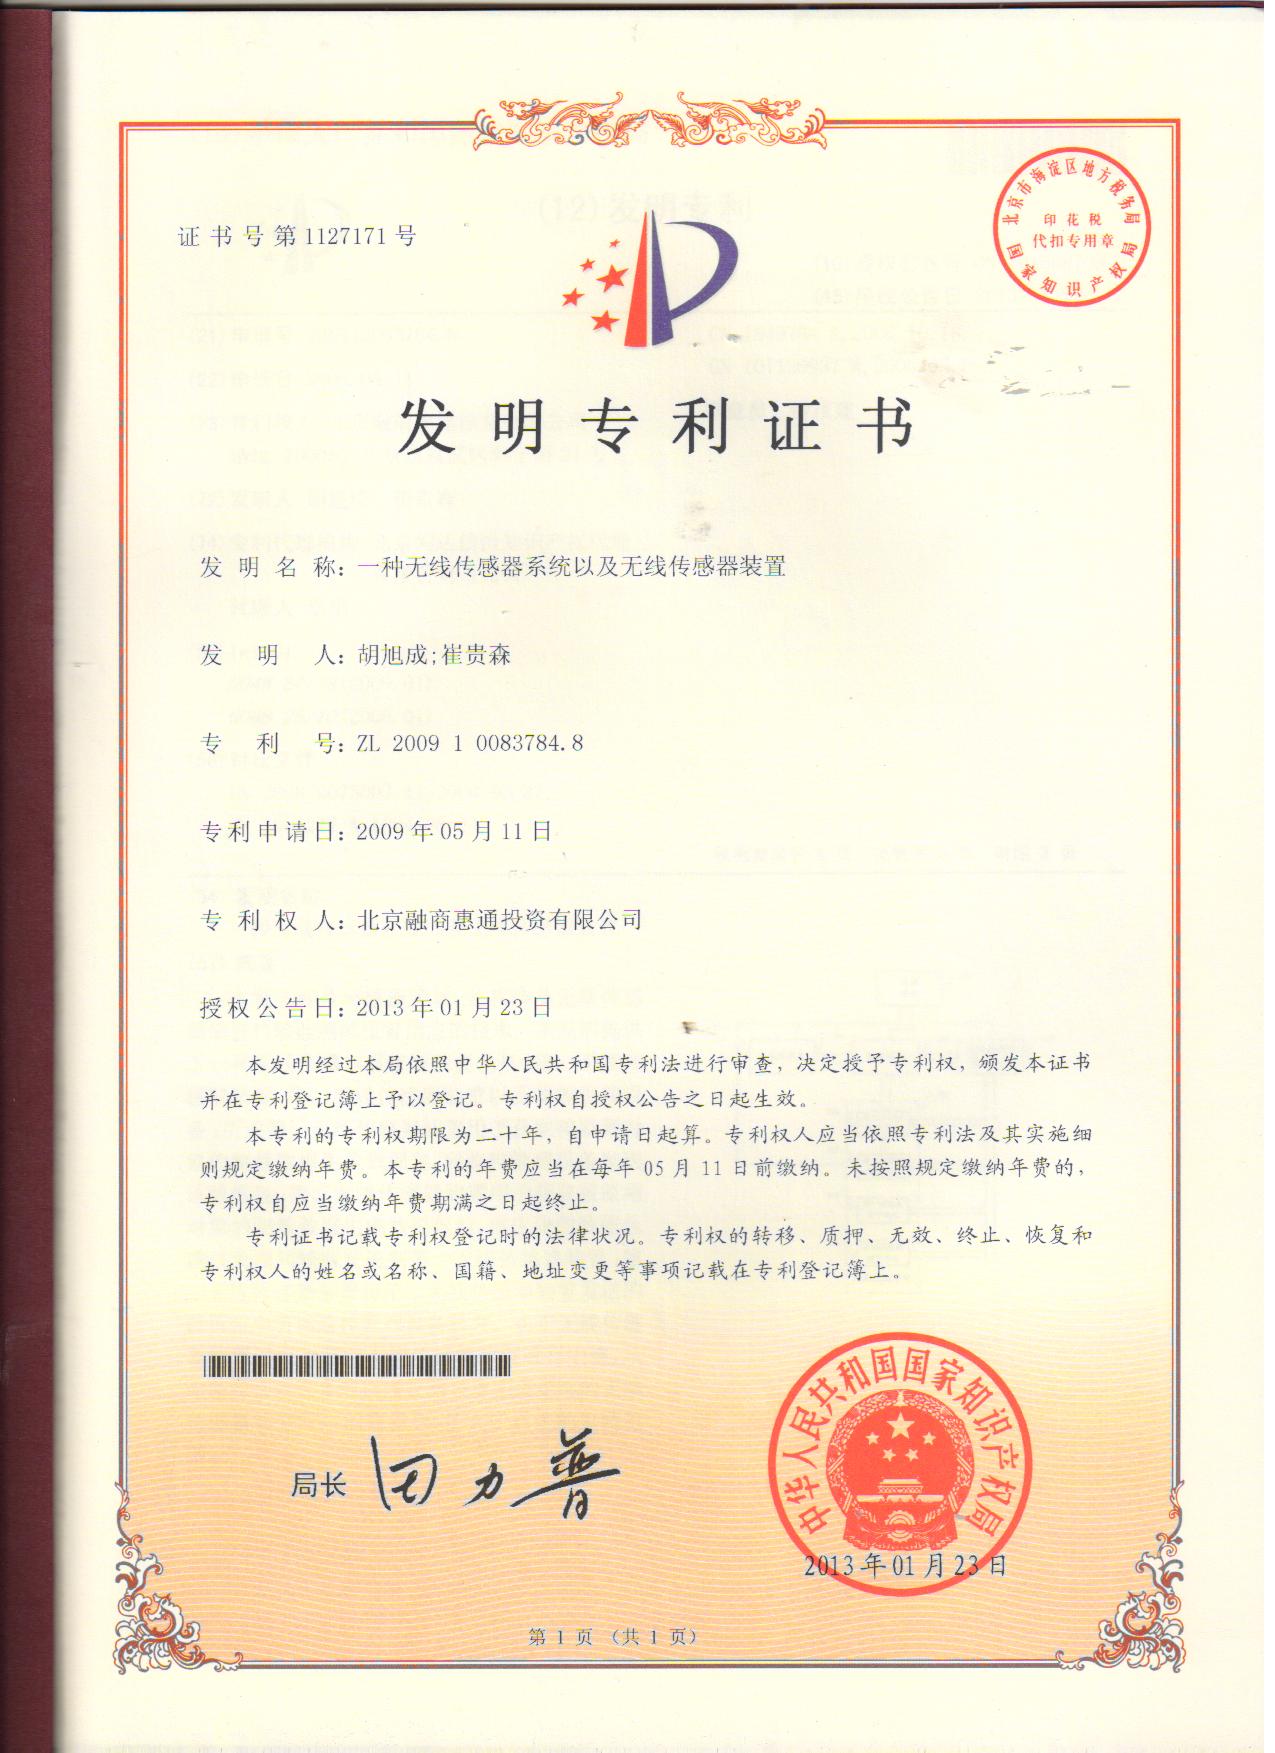 证书号第1127171号
北京市海淀区地方税务局
印花税
代扣专用章
国家知识产权局
发明专利证书
发明名称：一种无线传感器系统以及无线传感器装置
发明人：胡旭成;崔贵森
专利号：ZL 2009 1 0083784.8
专利申请日：2009年05月11日
专利权人：北京融商惠通投资有限公司
授权公告日：2013年01月23日
本发明经过本局依照中华人民共和国专利法进行审查，决定授予专利权，颁发本证书
并在专利登记簿上予以登记。专利权自授权公告之日起生效。
本专利的专利权期限为二十年，自申请日起算。专利权人应当依照专利法及其实施细
则规定缴纳年费。本专利的年费应当在每年05月11日前缴纳。未按照规定缴纳年费的，
专利权自应当缴纳年费期满之日起终止。
专利证书记载专利权登记时的法律状况。专利权的转移、质押、无效、终止、恢复和
专利权人的姓名或名称、国籍、地址变更等事项记载在专利登记簿上。
局长 田力普
中华人民共和国国家知识产权局
2013年01月23日
第1页（共1页）